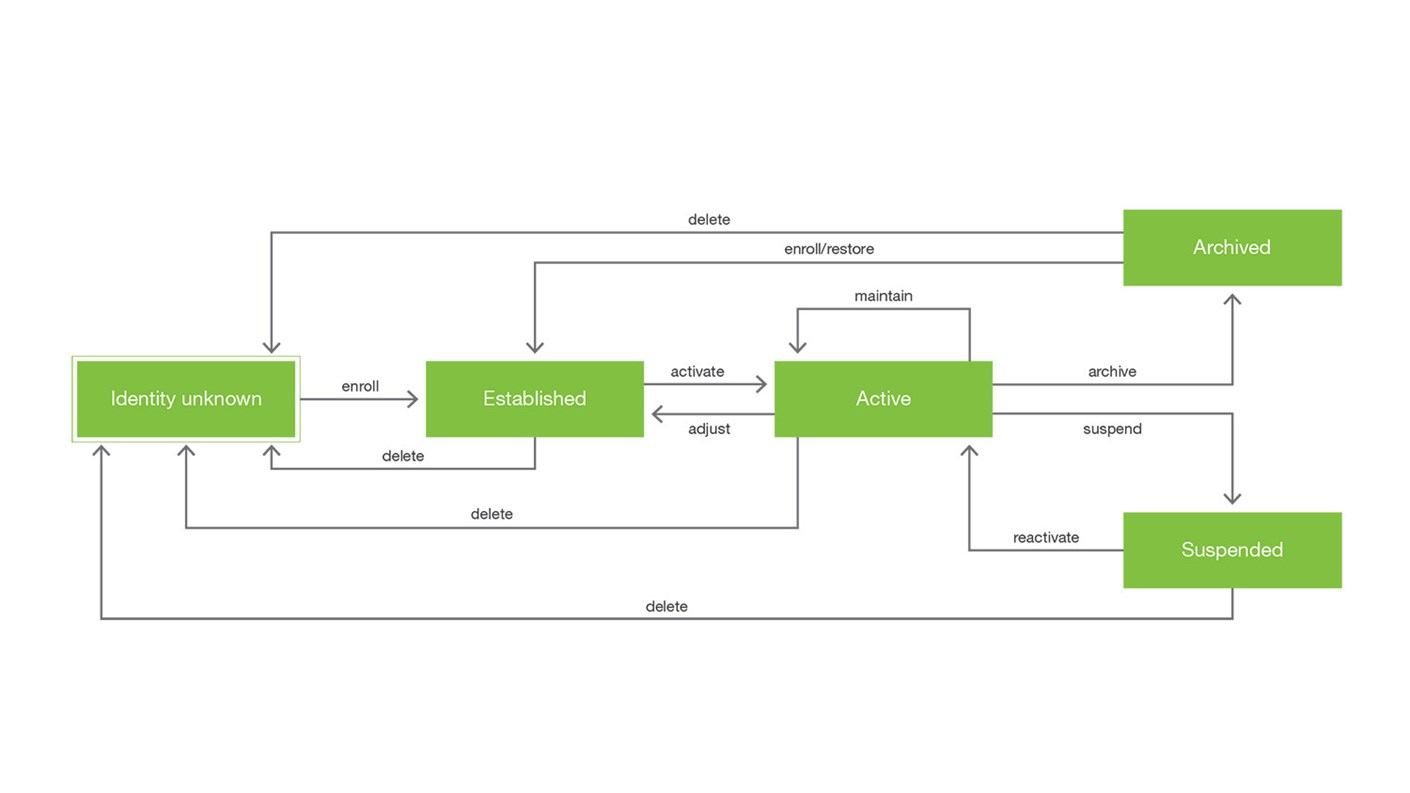 delete
enroll/restore
Archived
maintain
Identity unknown
enroll
Established
activate
adjust
Active
archive
suspend
delete
delete
reactivate
Suspended
delete